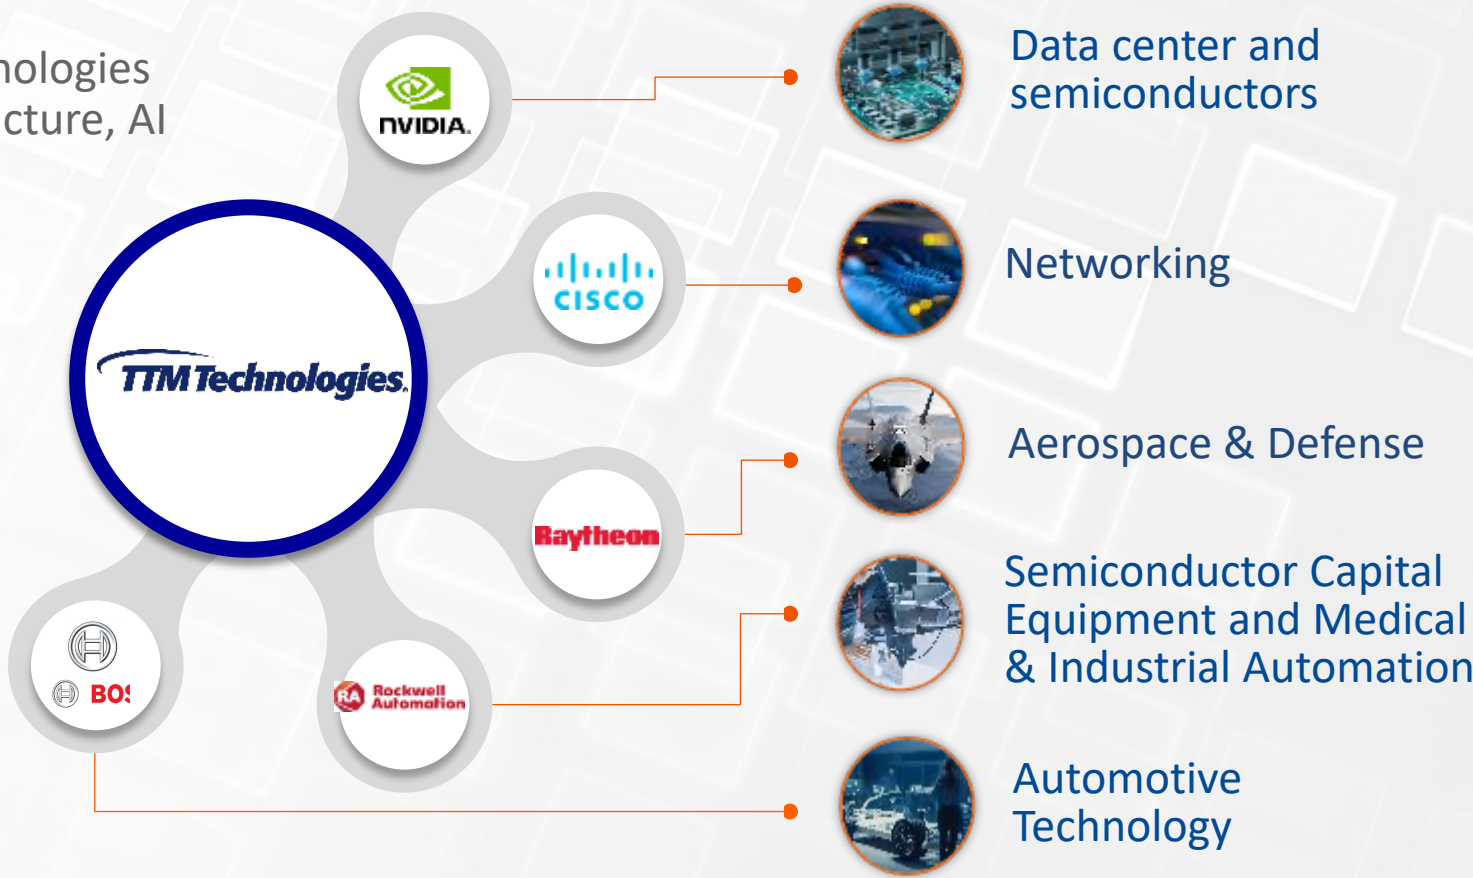 nologies
cture, AI
NVIDIA.
Data center and
semiconductors
CISCO
Networking
TTM Technologies.
Aerospace & Defense
Raytheon
Semiconductor Capital
Equipment and Medical
& Industrial Automation
BOS
RA Rockwell
Automation
Automotive
Technology